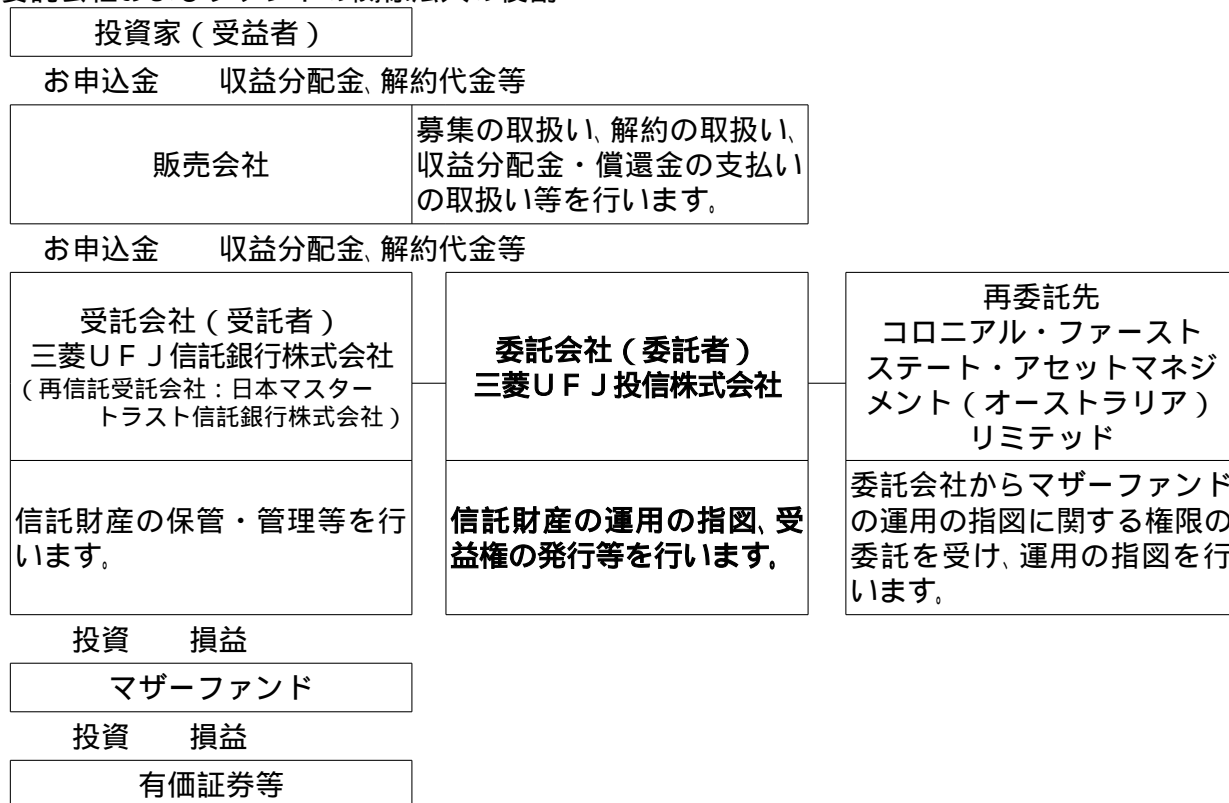 投資家（受益者）
お申込金　　収益分配金、解約代金等
販売会社
募集の取扱い、解約の取扱い、
収益分配金・償還金の支払い
の取扱い等を行います。
お申込金　　収益分配金、解約代金等
受託会社（受託者）
三菱ＵＦＪ信託銀行株式会社
（再信託受託会社：日本マスター
トラスト信託銀行株式会社）
委託会社（委託者）
三菱ＵＦＪ投信株式会社
再委託先
コロニアル・ファースト
ステート・アセットマネジ
メント（オーストラリア）
リミテッド
信託財産の保管・管理等を行
います。
信託財産の運用の指図、受
益権の発行等を行います。
委託会社からマザーファンド
の運用の指図に関する権限の
委託を受け、運用の指図を行
います。
投資　　損益
マザーファンド
投資　　損益
有価証券等